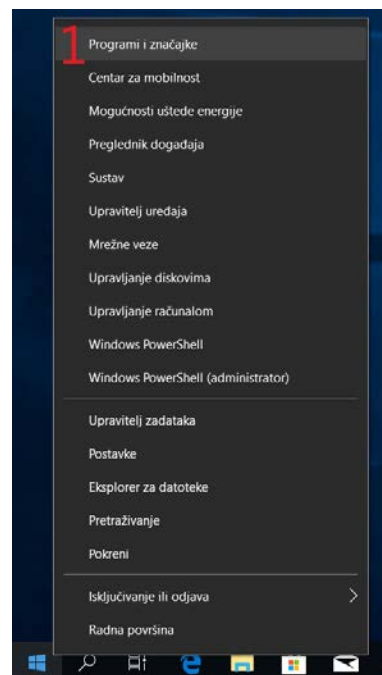 1 Programi i značajke
Centar za mobilnost
Mogućnosti uštede energije
Preglednik događaja
Sustav
Upravitelj uređaja
Mrežne veze
Upravljanje diskovima
Upravljanje računalom
Windows PowerShell
Windows PowerShell (administrator)
Upravitelj zadataka
Postavke
Eksplorer za datoteke
Pretraživanje
Pokreni
Isključivanje ili odjava
Radna površina